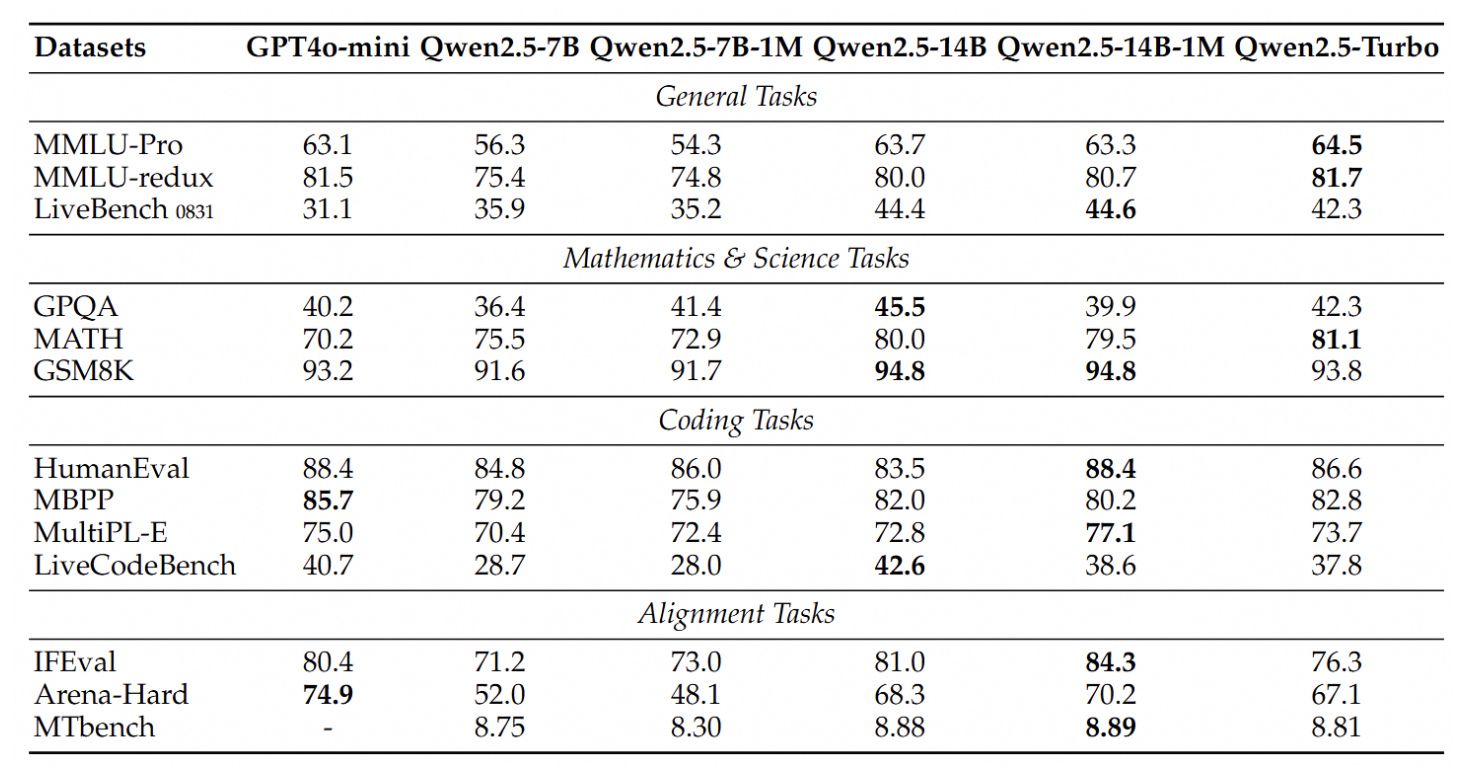 Datasets GPT4o-mini Qwen2.5-7B Qwen2.5-7B-1M Qwen2.5-14B Qwen2.5-14B-1M Qwen2.5-Turbo
General Tasks
MMLU-Pro 63.1 56.3 54.3 63.7 63.3 64.5
MMLU-redux 81.5 75.4 74.8 80.0 80.7 81.7
LiveBench 0831 31.1 35.9 35.2 44.4 44.6 42.3
Mathematics & Science Tasks
GPQA 40.2 36.4 41.4 45.5 39.9 42.3
MATH 70.2 75.5 72.9 80.0 79.5 81.1
GSM8K 93.2 91.6 91.7 94.8 94.8 93.8
Coding Tasks
HumanEval 88.4 84.8 86.0 83.5 88.4 86.6
MBPP 85.7 79.2 75.9 82.0 80.2 82.8
MultiPL-E 75.0 70.4 72.4 72.8 77.1 73.7
LiveCodeBench 40.7 28.7 28.0 42.6 38.6 37.8
Alignment Tasks
IFEval 80.4 71.2 73.0 81.0 84.3 76.3
Arena-Hard 74.9 52.0 48.1 68.3 70.2 67.1
MTbench - 8.75 8.30 8.88 8.89 8.81